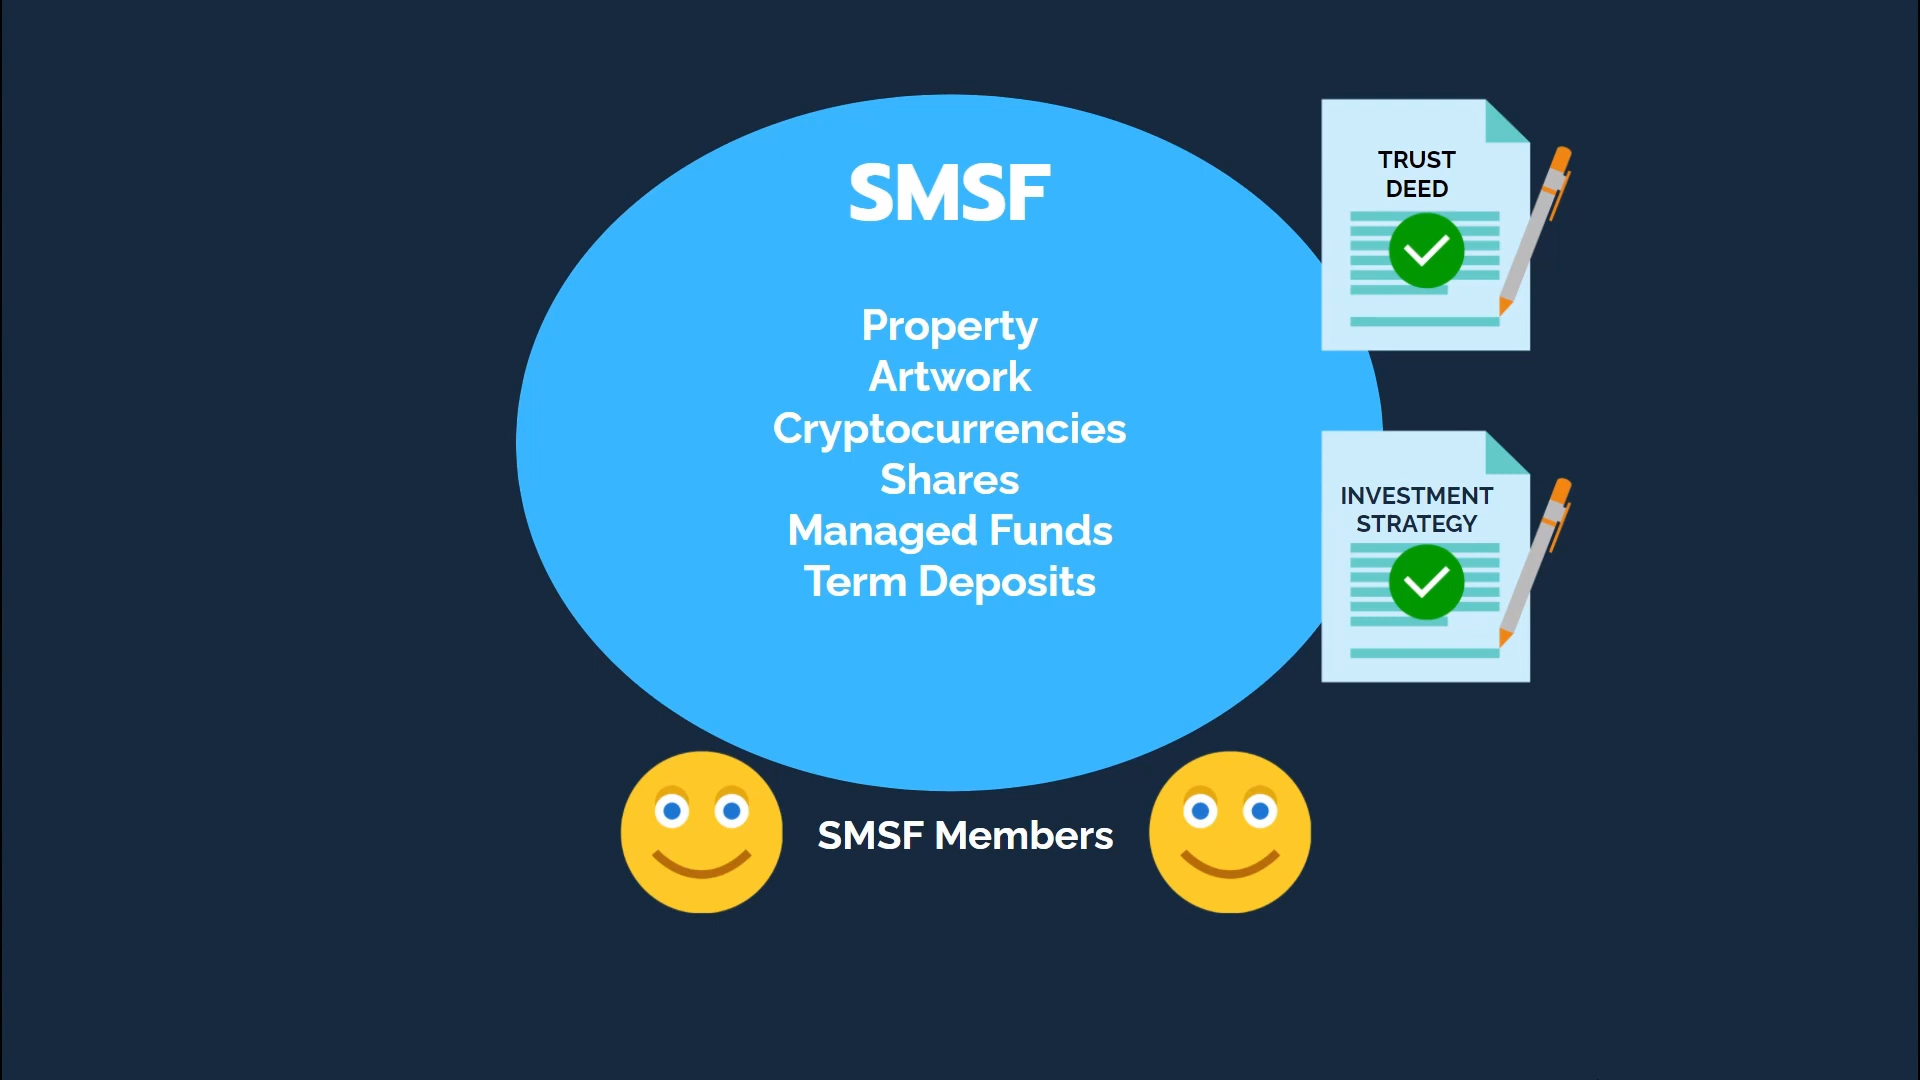 SMSF
Property
Artwork
Cryptocurrencies
Shares
Managed Funds
Term Deposits
TRUST
DEED
INVESTMENT
STRATEGY
SMSF Members